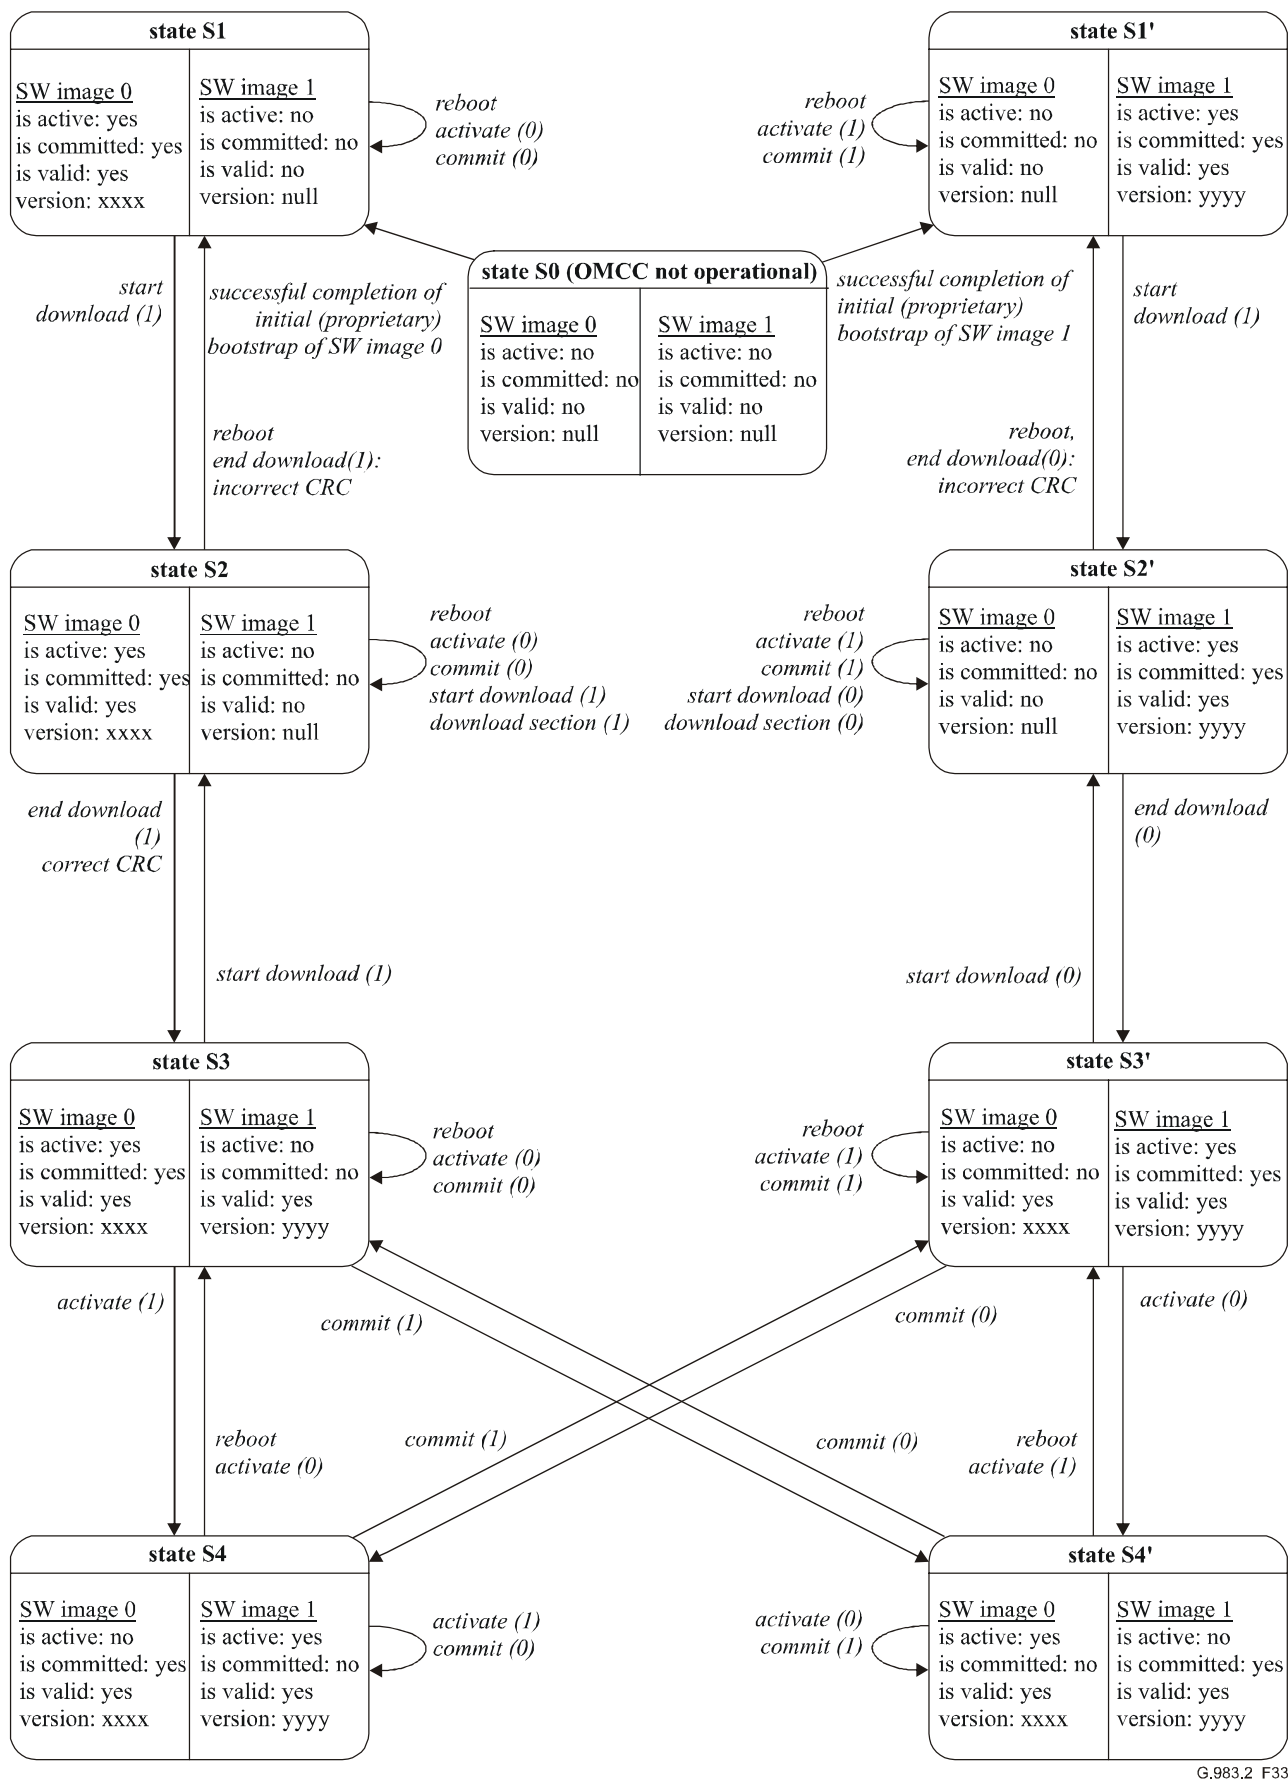 state S1
SW image 0
is active: yes
is committed: yes
is valid: yes
version: xxxx
SW image 1
is active: no
is committed: no
is valid: no
version: null
reboot
activate (0)
commit (0)
state S1'
SW image 0
is active: no
is committed: no
is valid: no
version: null
SW image 1
is active: yes
is committed: yes
is valid: yes
version: yyyy
reboot
activate (1)
commit (1)
state S0 (OMCC not operational)
SW image 0
is active: no
is committed: no
is valid: no
version: null
SW image 1
is active: no
is committed: no
is valid: no
version: null
start
download (1)
successful completion of
initial (proprietary)
bootstrap of SW image 0
successful completion of
initial (proprietary)
bootstrap of SW image 1
start
download (1)
reboot
end download(1):
incorrect CRC
reboot,
end download(0):
incorrect CRC
state S2
SW image 0
is active: yes
is committed: yes
is valid: yes
version: xxxx
SW image 1
is active: no
is committed: no
is valid: no
version: null
reboot
activate (0)
commit (0)
start download (1)
download section (1)
state S2'
SW image 0
is active: no
is committed: no
is valid: no
version: null
SW image 1
is active: yes
is committed: yes
is valid: yes
version: yyyy
reboot
activate (1)
commit (1)
start download (0)
download section (0)
end download
(1)
correct CRC
end download
(0)
start download (1)
start download (0)
state S3
SW image 0
is active: yes
is committed: yes
is valid: yes
version: xxxx
SW image 1
is active: no
is committed: no
is valid: yes
version: yyyy
reboot
activate (0)
commit (0)
state S3'
SW image 0
is active: no
is committed: no
is valid: yes
version: xxxx
SW image 1
is active: yes
is committed: yes
is valid: yes
version: yyyy
reboot
activate (1)
commit (1)
activate (1)
commit (1)
commit (0)
activate (0)
reboot
activate (0)
commit (1)
commit (0)
reboot
activate (1)
state S4
SW image 0
is active: no
is committed: yes
is valid: yes
version: xxxx
SW image 1
is active: yes
is committed: no
is valid: yes
version: yyyy
activate (1)
commit (0)
state S4'
SW image 0
is active: yes
is committed: no
is valid: yes
version: xxxx
SW image 1
is active: no
is committed: yes
is valid: yes
version: yyyy
activate (0)
commit (1)
G.983.2_F33